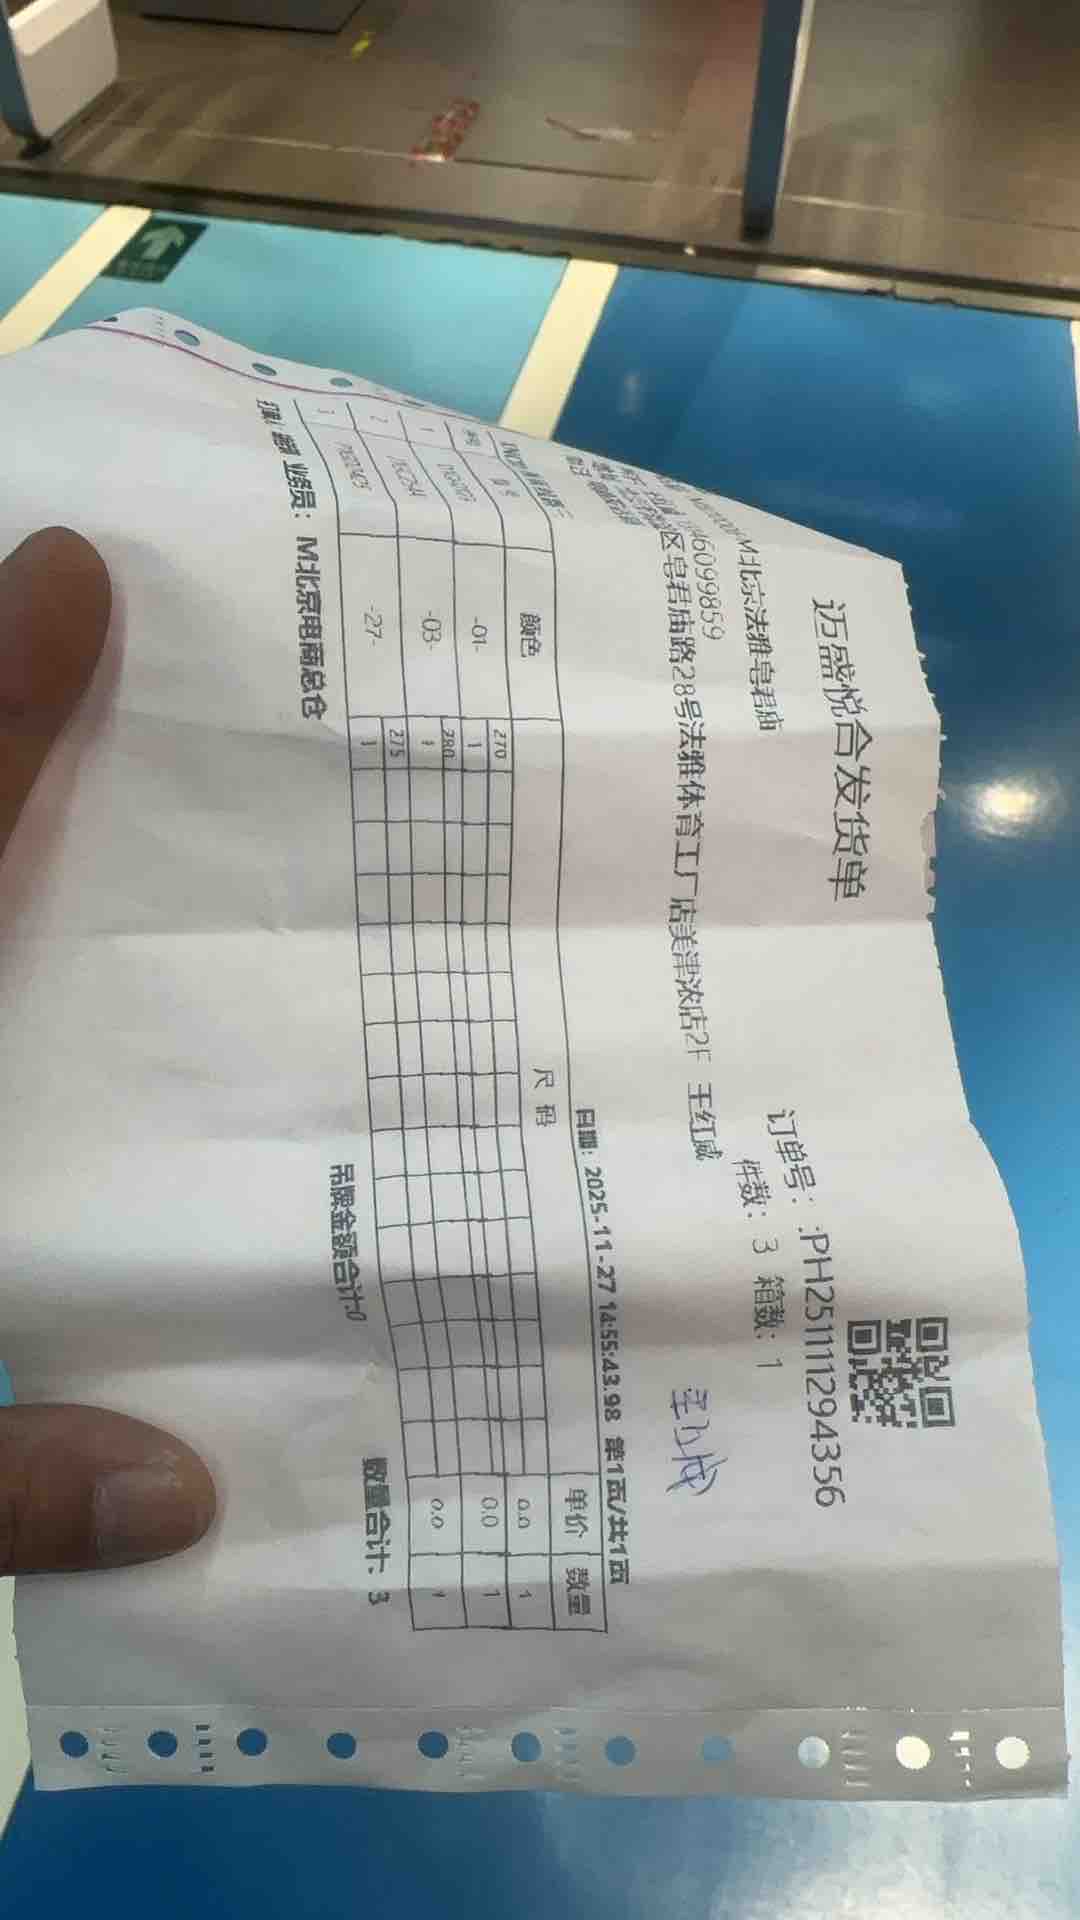 迈盛悦合发货单
订单号: :PH251111294356
M北京法雅皂君庙
件数: 3 箱数: 1
46099859
区皂君庙路28号法雅体育工厂店美津浓店2F 王红威
日期: 2025-11-27 14:55:43.98 第1页/共1页
颜色 尺 码 单价 数量
270
1 -01- 1 0.0 1
280
2 -03- 1 0.0 1
275
3 -27- 1 0.0 1
吊牌金额合计:0 数量合计: 3
业务员: M北京电商总仓